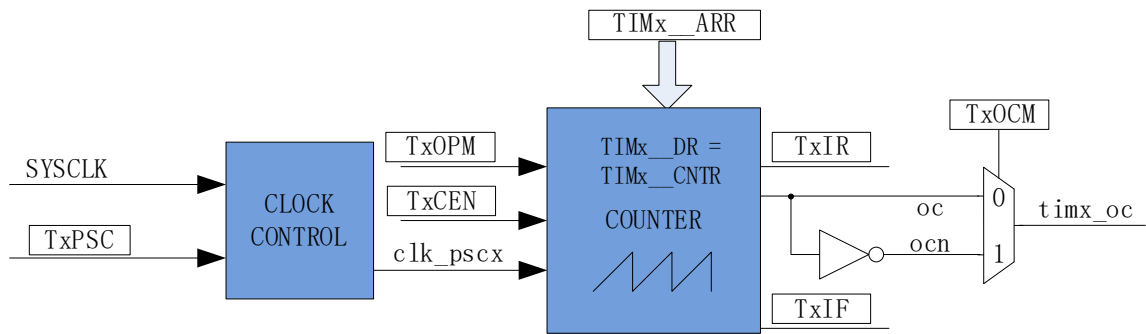 TIMx__ARR
TxOPM
TIMx__DR =
TIMx__CNTR
TxIR
TxOCM
SYSCLK
CLOCK
CONTROL
TxCEN
COUNTER
oc
0
timx_oc
TxPSC
clk_pscx
ocn
1
TxIF